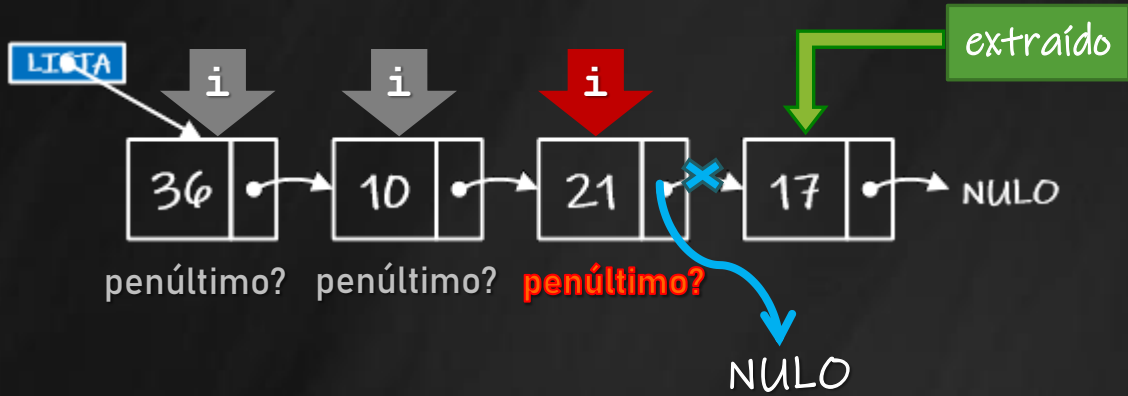 extraído
LISTA
i
i
i
36
10
21
17
NULO
penúltimo?
penúltimo?
penúltimo?
NULO